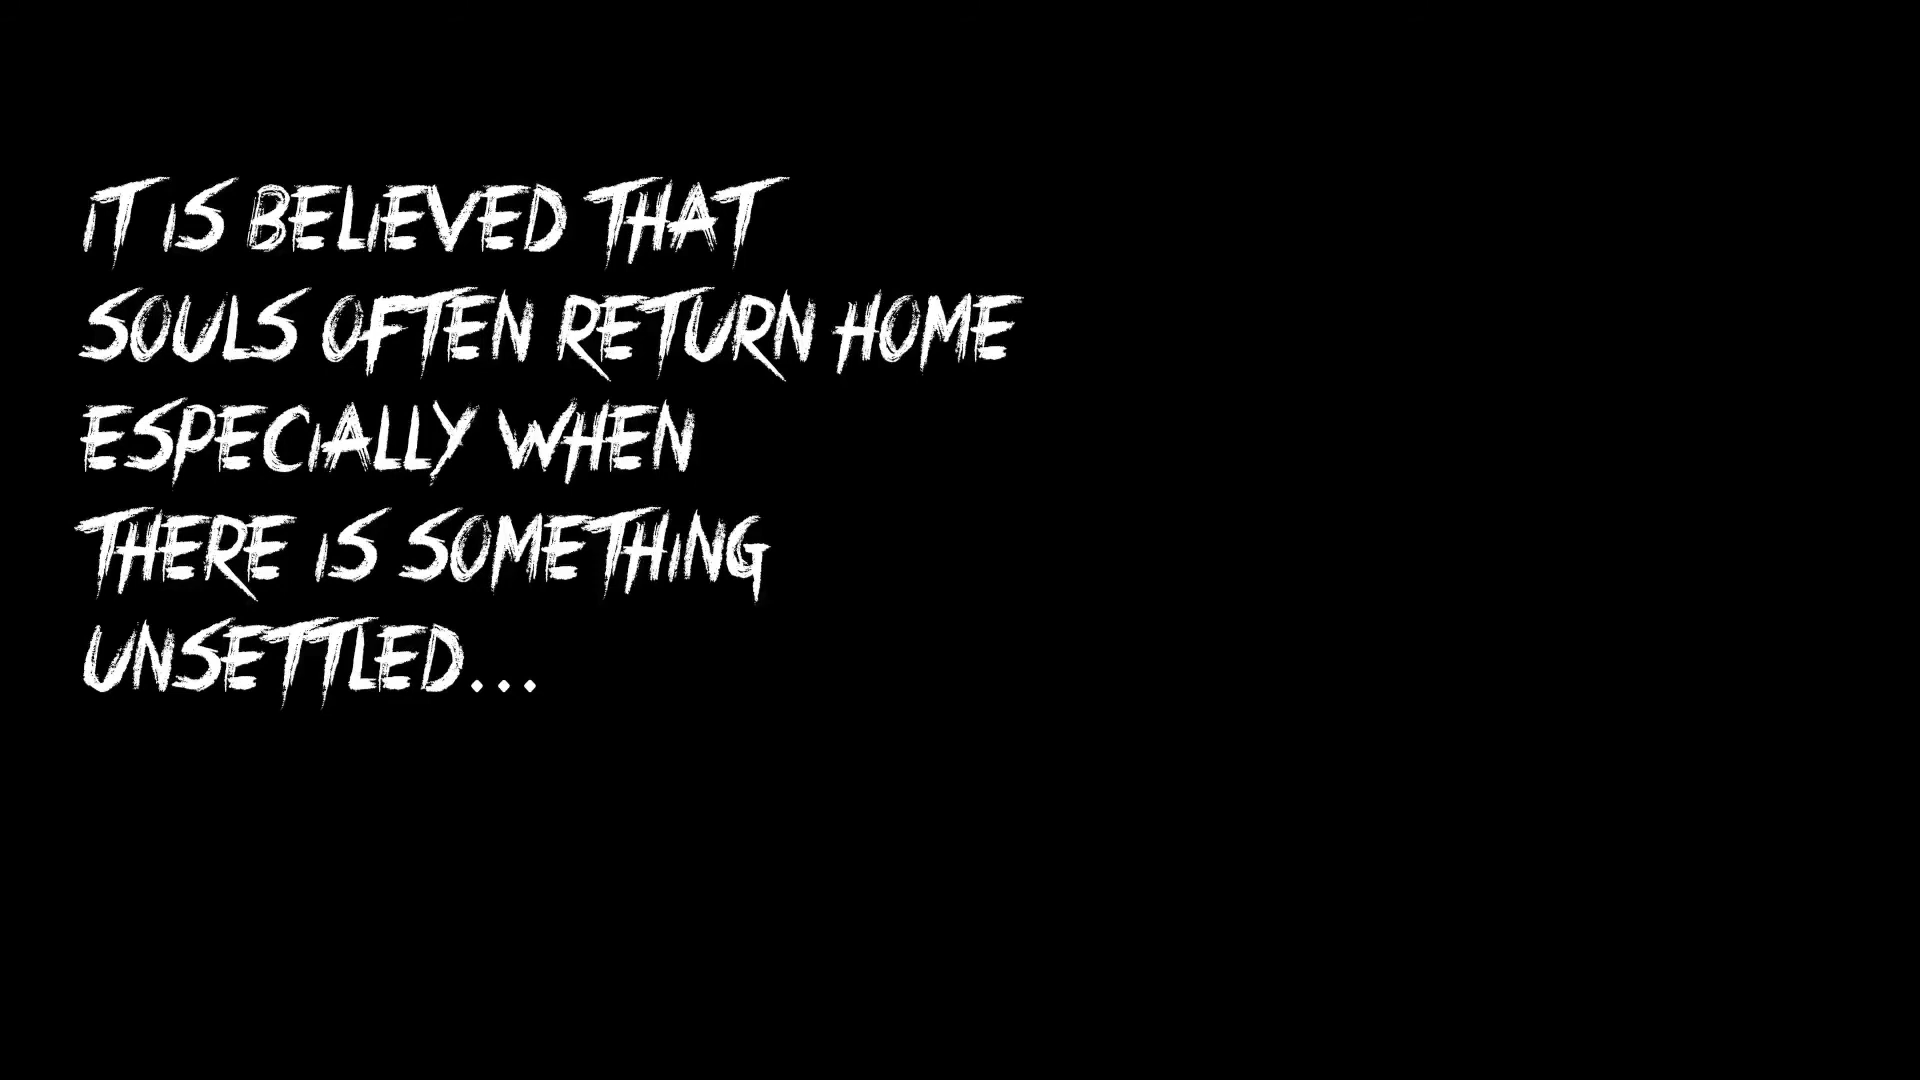 IT IS BELIEVED THAT
SOULS OFTEN RETURN HOME
ESPECIALLY WHEN
THERE IS SOMETHING
UNSETTLED...